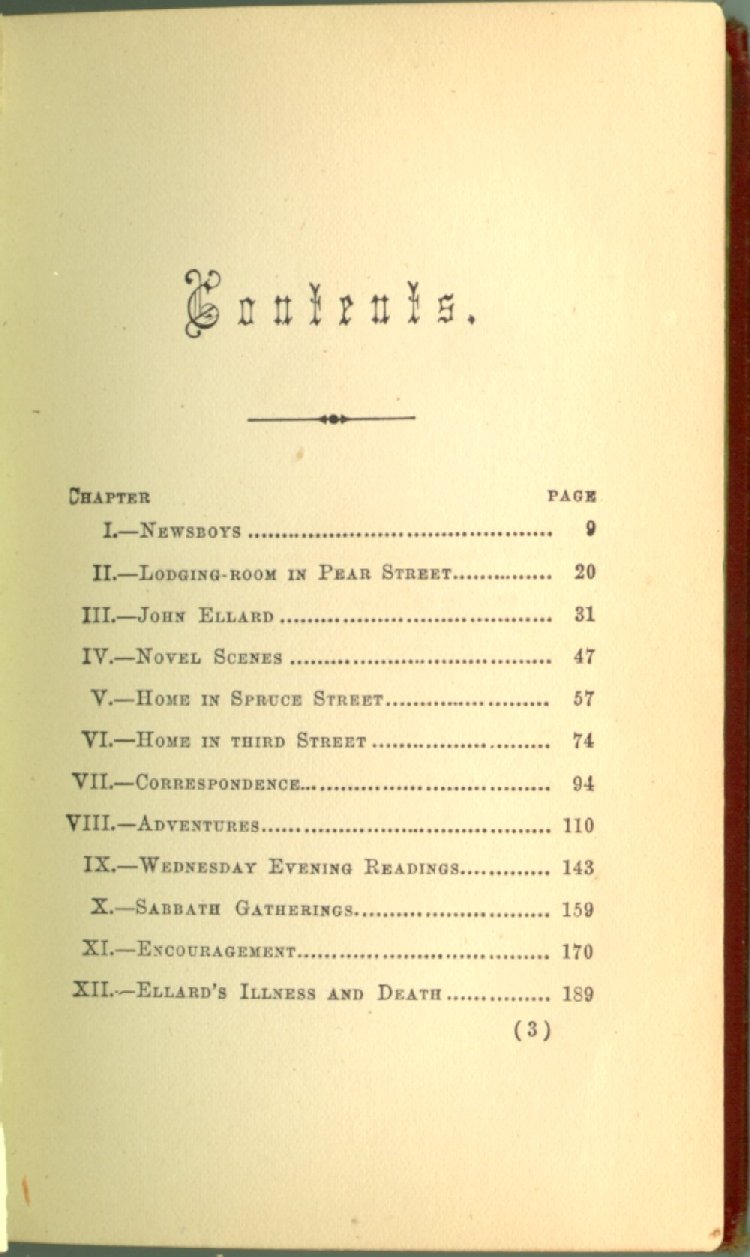 Contents.
CHAPTER PAGE
I.—NEWSBOYS ........................................... 9
II.—LODGING-ROOM IN PEAR STREET............... 20
III.—JOHN ELLARD ....................................... 31
IV.—NOVEL SCENES ..................................... 47
V.—HOME IN SPRUCE STREET........................ 57
VI.—HOME IN THIRD STREET .......................... 74
VII.—CORRESPONDENCE.................................... 94
VIII.—ADVENTURES......................................... 110
IX.—WEDNESDAY EVENING READINGS............. 143
X.—SABBATH GATHERINGS............................ 159
XI.—ENCOURAGEMENT.................................... 170
XII.—ELLARD'S ILLNESS AND DEATH ............... 189
(3)